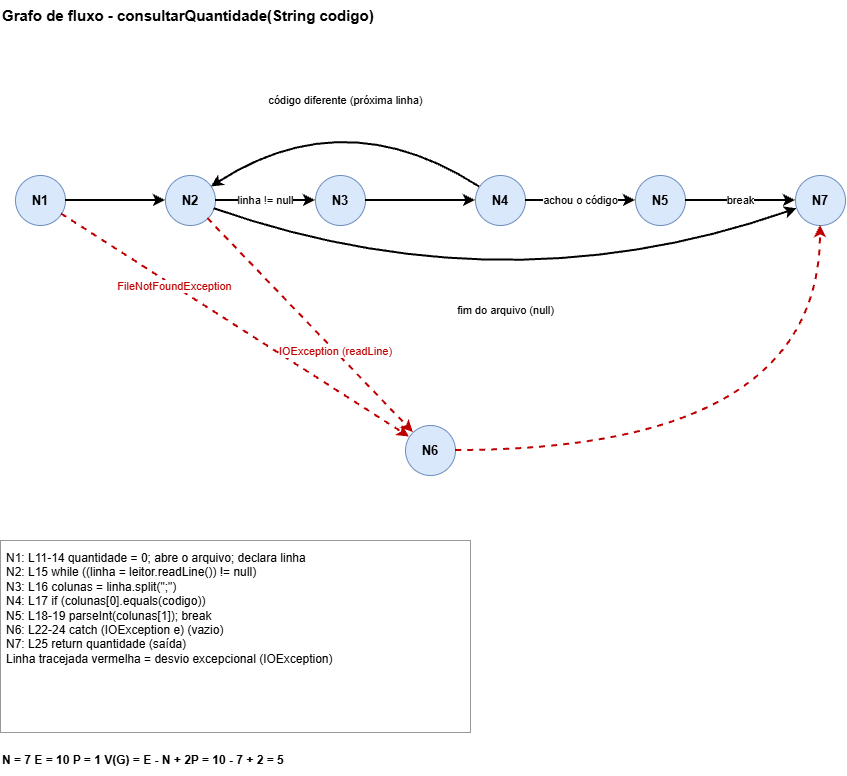 Grafo de fluxo - consultarQuantidade(String codigo)
código diferente (próxima linha)
N1
N2
linha != null
N3
N4
achou o código
N5
break
N7
FileNotFoundException
fim do arquivo (null)
IOException (readLine)
N6
N1: L11-14 quantidade = 0; abre o arquivo; declara linha
N2: L15 while ((linha = leitor.readLine()) != null)
N3: L16 colunas = linha.split(";")
N4: L17 if (colunas[0].equals(codigo))
N5: L18-19 parseInt(colunas[1]); break
N6: L22-24 catch (IOException e) (vazio)
N7: L25 return quantidade (saída)
Linha tracejada vermelha = desvio excepcional (IOException)
N = 7 E = 10 P = 1 V(G) = E - N + 2P = 10 - 7 + 2 = 5